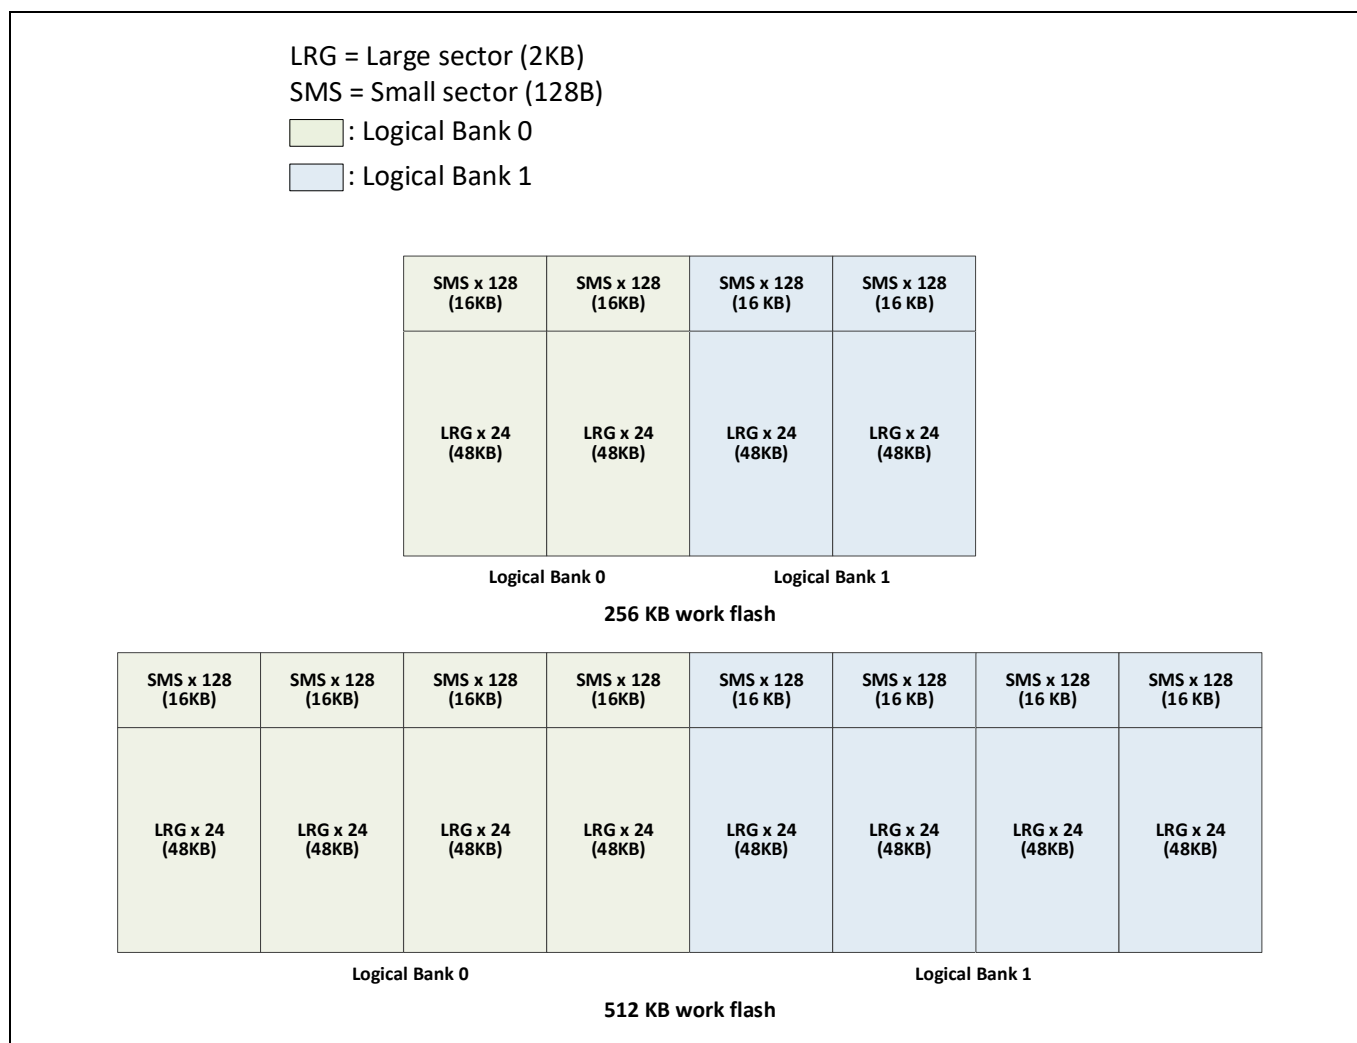 LRG = Large sector (2KB)
SMS = Small sector (128B)
: Logical Bank 0
: Logical Bank 1
SMS x 128
(16KB)
SMS x 128
(16KB)
SMS x 128
(16 KB)
SMS x 128
(16 KB)
LRG x 24
(48KB)
LRG x 24
(48KB)
LRG x 24
(48KB)
LRG x 24
(48KB)
Logical Bank 0
Logical Bank 1
256 KB work flash
SMS x 128
(16KB)
SMS x 128
(16KB)
SMS x 128
(16KB)
SMS x 128
(16KB)
SMS x 128
(16 KB)
SMS x 128
(16 KB)
SMS x 128
(16 KB)
SMS x 128
(16 KB)
LRG x 24
(48KB)
LRG x 24
(48KB)
LRG x 24
(48KB)
LRG x 24
(48KB)
LRG x 24
(48KB)
LRG x 24
(48KB)
LRG x 24
(48KB)
LRG x 24
(48KB)
Logical Bank 0
Logical Bank 1
512 KB work flash